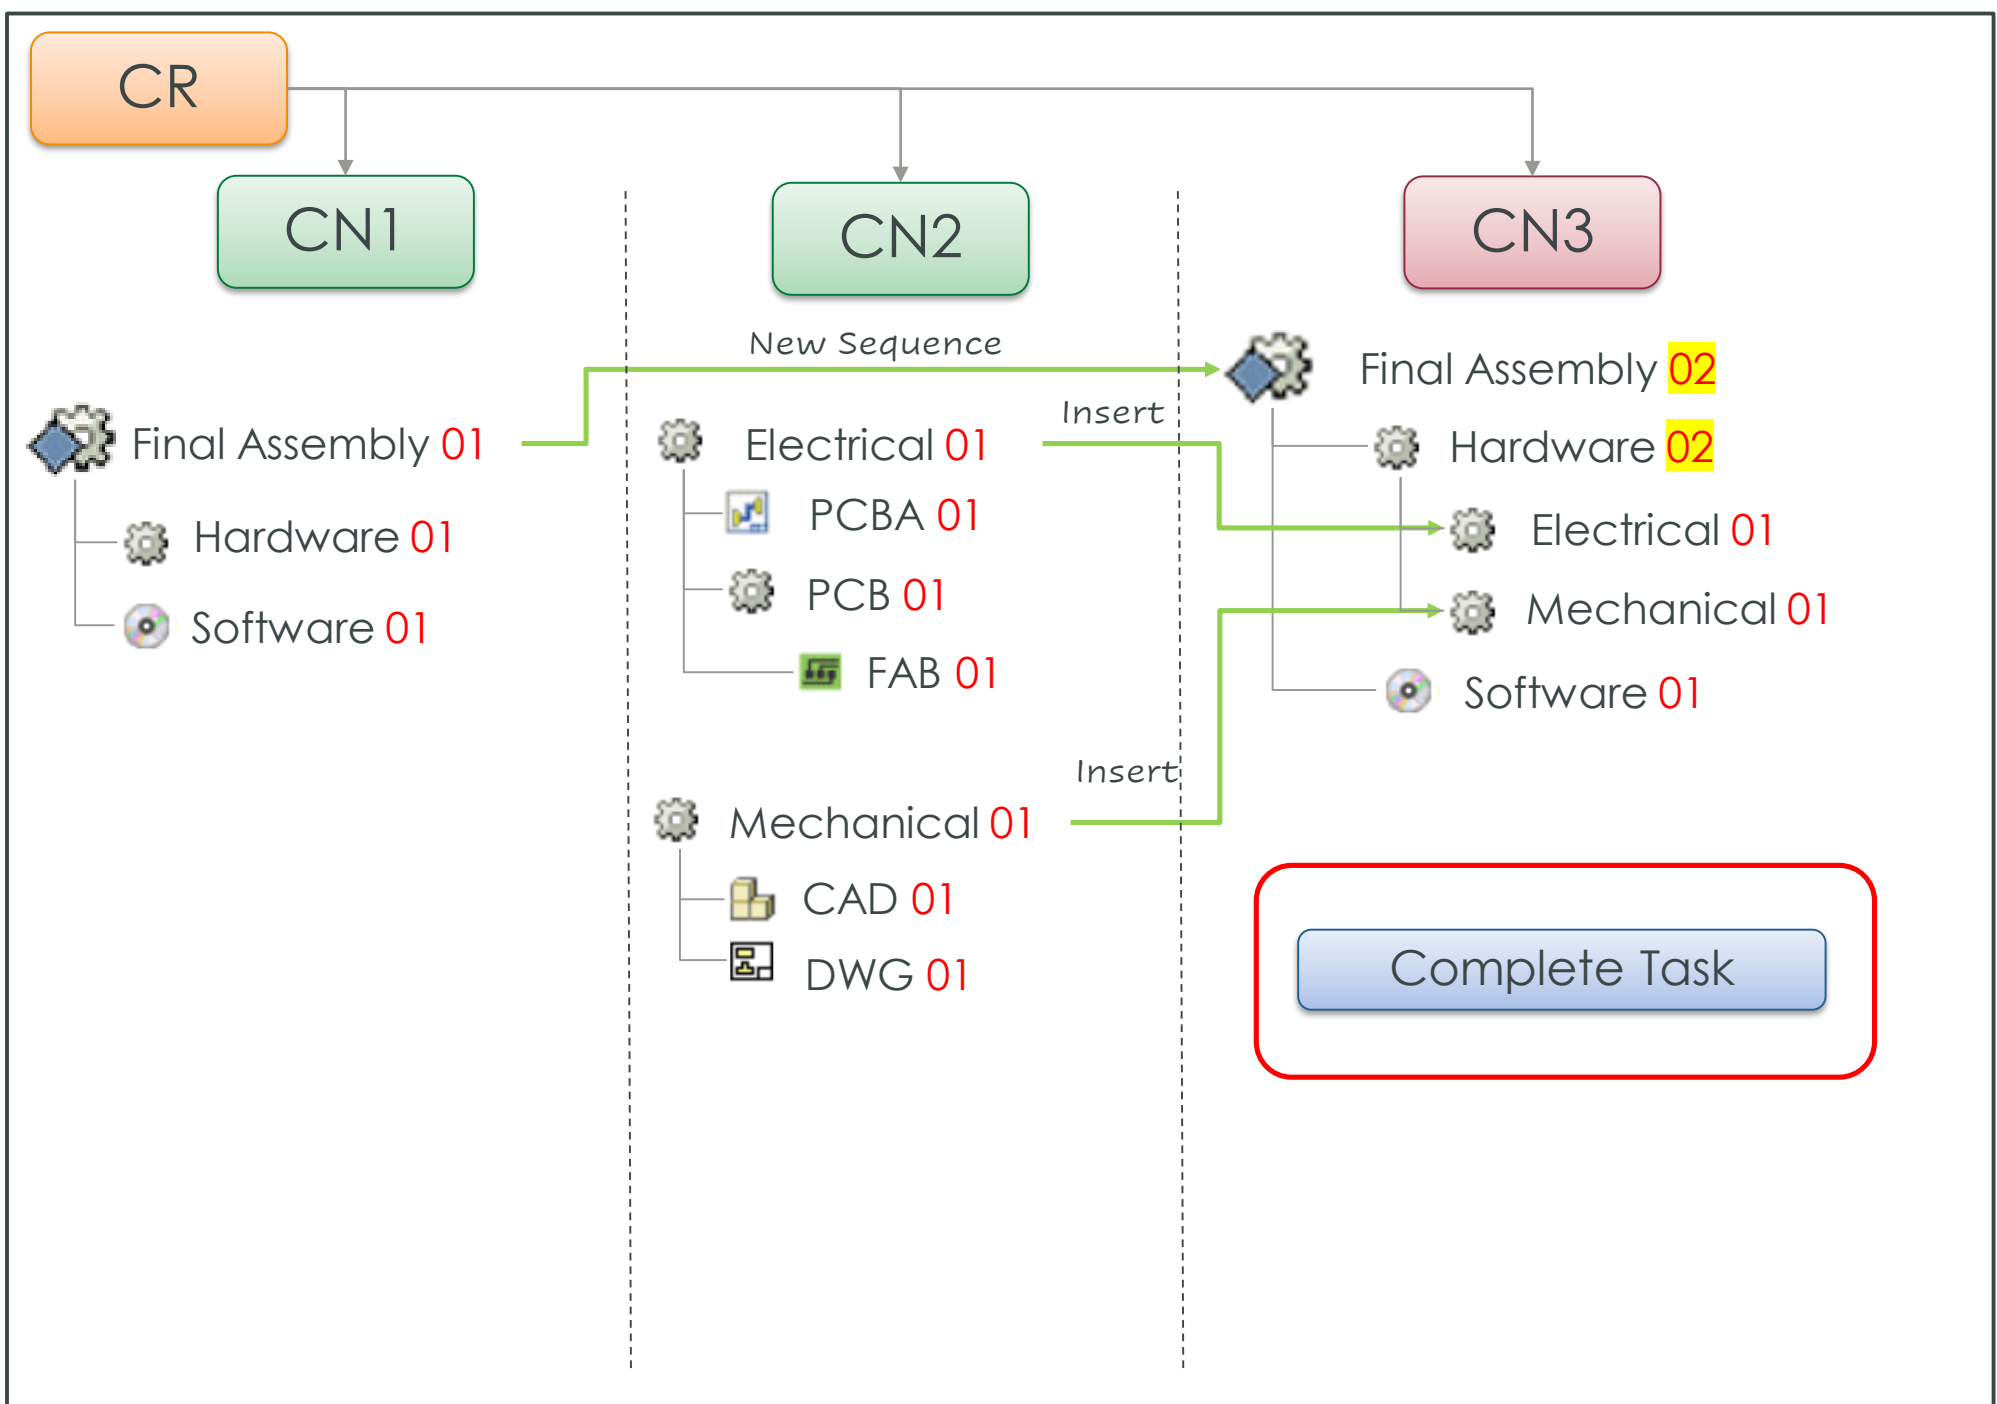 CR
CN1
CN2
CN3
New Sequence
Final Assembly 01
Hardware 01
Software 01
Insert
Electrical 01
PCBA 01
PCB 01
FAB 01
Insert
Mechanical 01
CAD 01
DWG 01
Final Assembly 02
Hardware 02
Electrical 01
Mechanical 01
Software 01
Complete Task